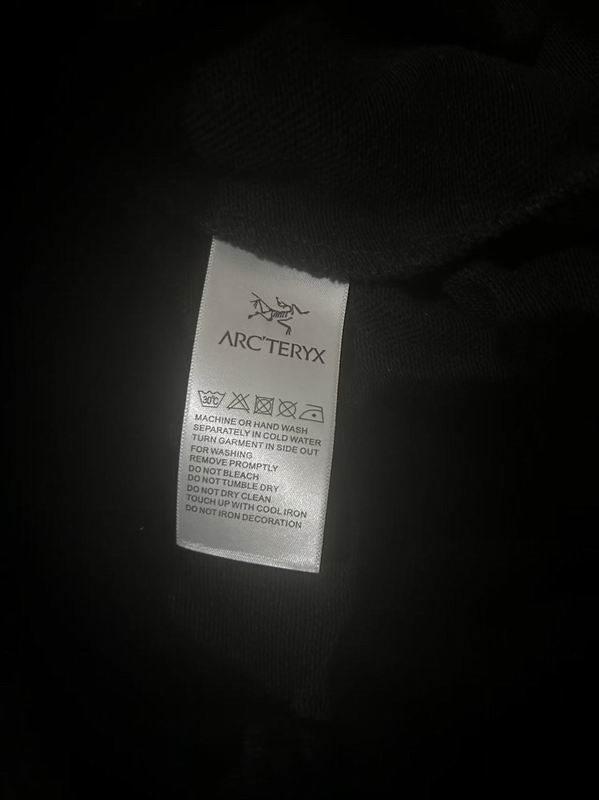 ARC'TERYX
30°C
MACHINE OR HAND WASH
SEPARATELY IN COLD WATER
TURN GARMENT IN SIDE OUT
FOR WASHING
REMOVE PROMPTLY
DO NOT BLEACH
DO NOT TUMBLE DRY
DO NOT DRY CLEAN
TOUCH UP WITH COOL IRON
DO NOT IRON DECORATION